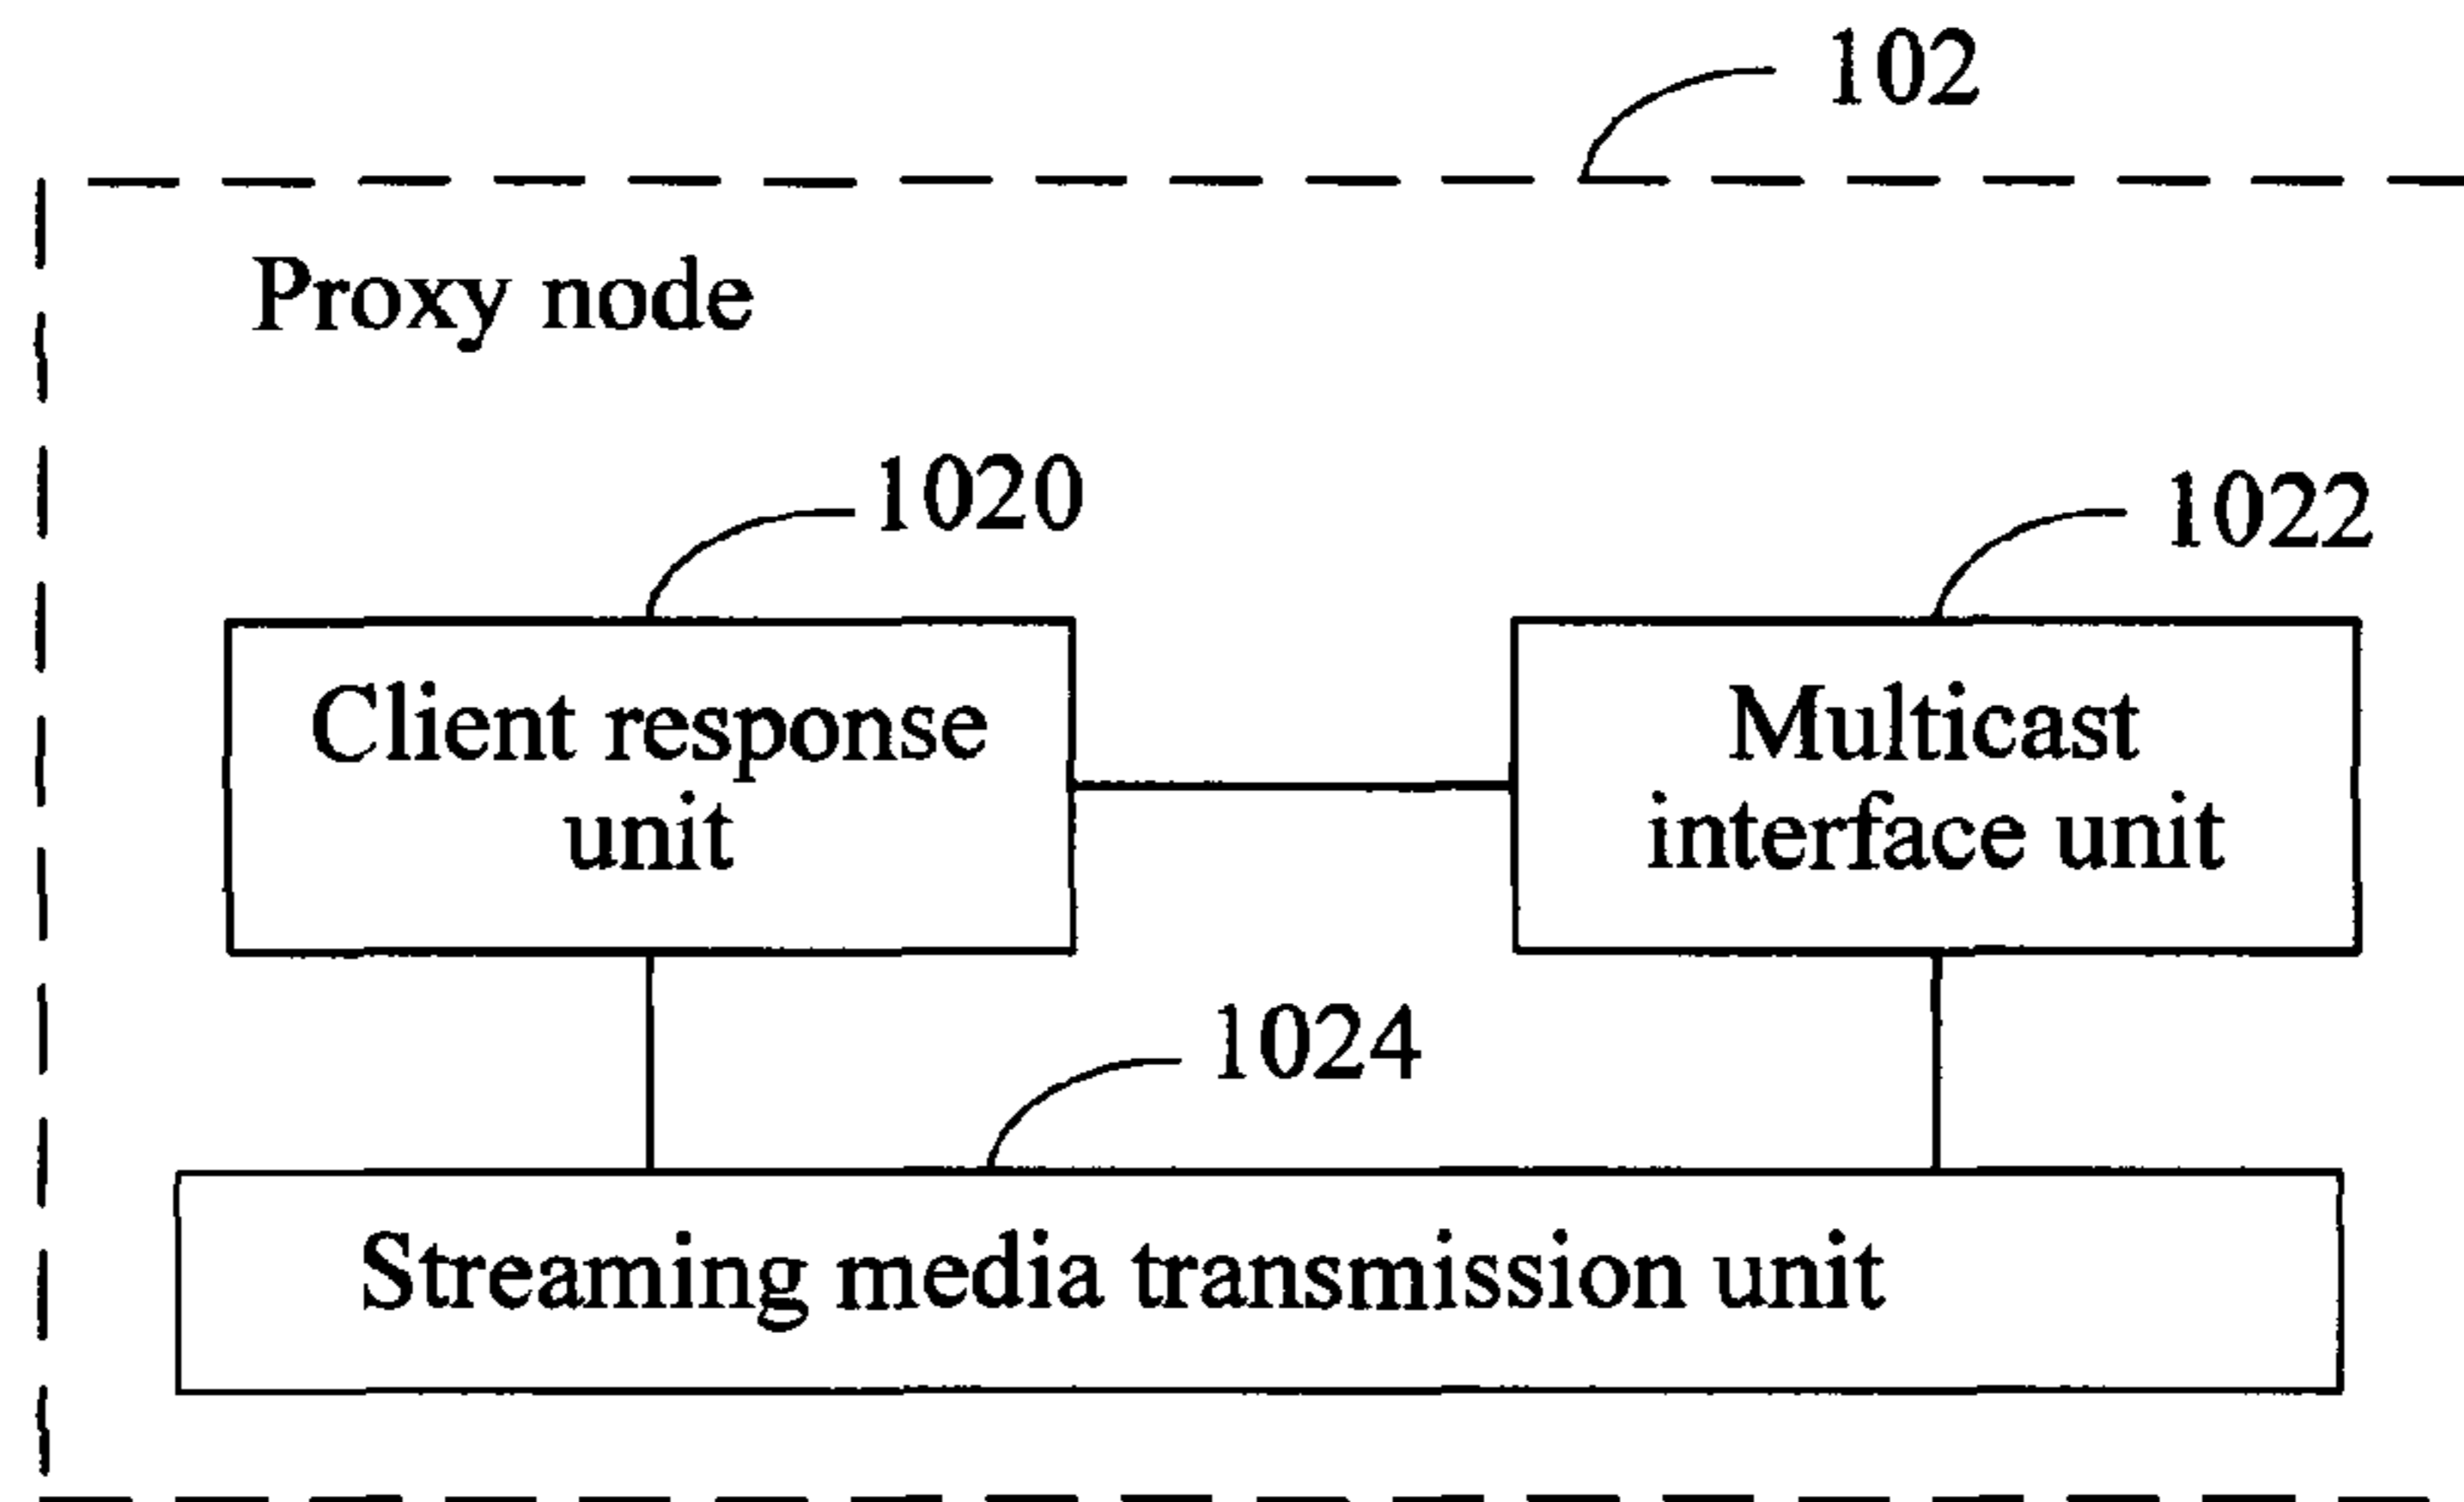 102
Proxy node
1020
1022
Client response
unit
Multicast
interface unit
1024
Streaming media transmission unit